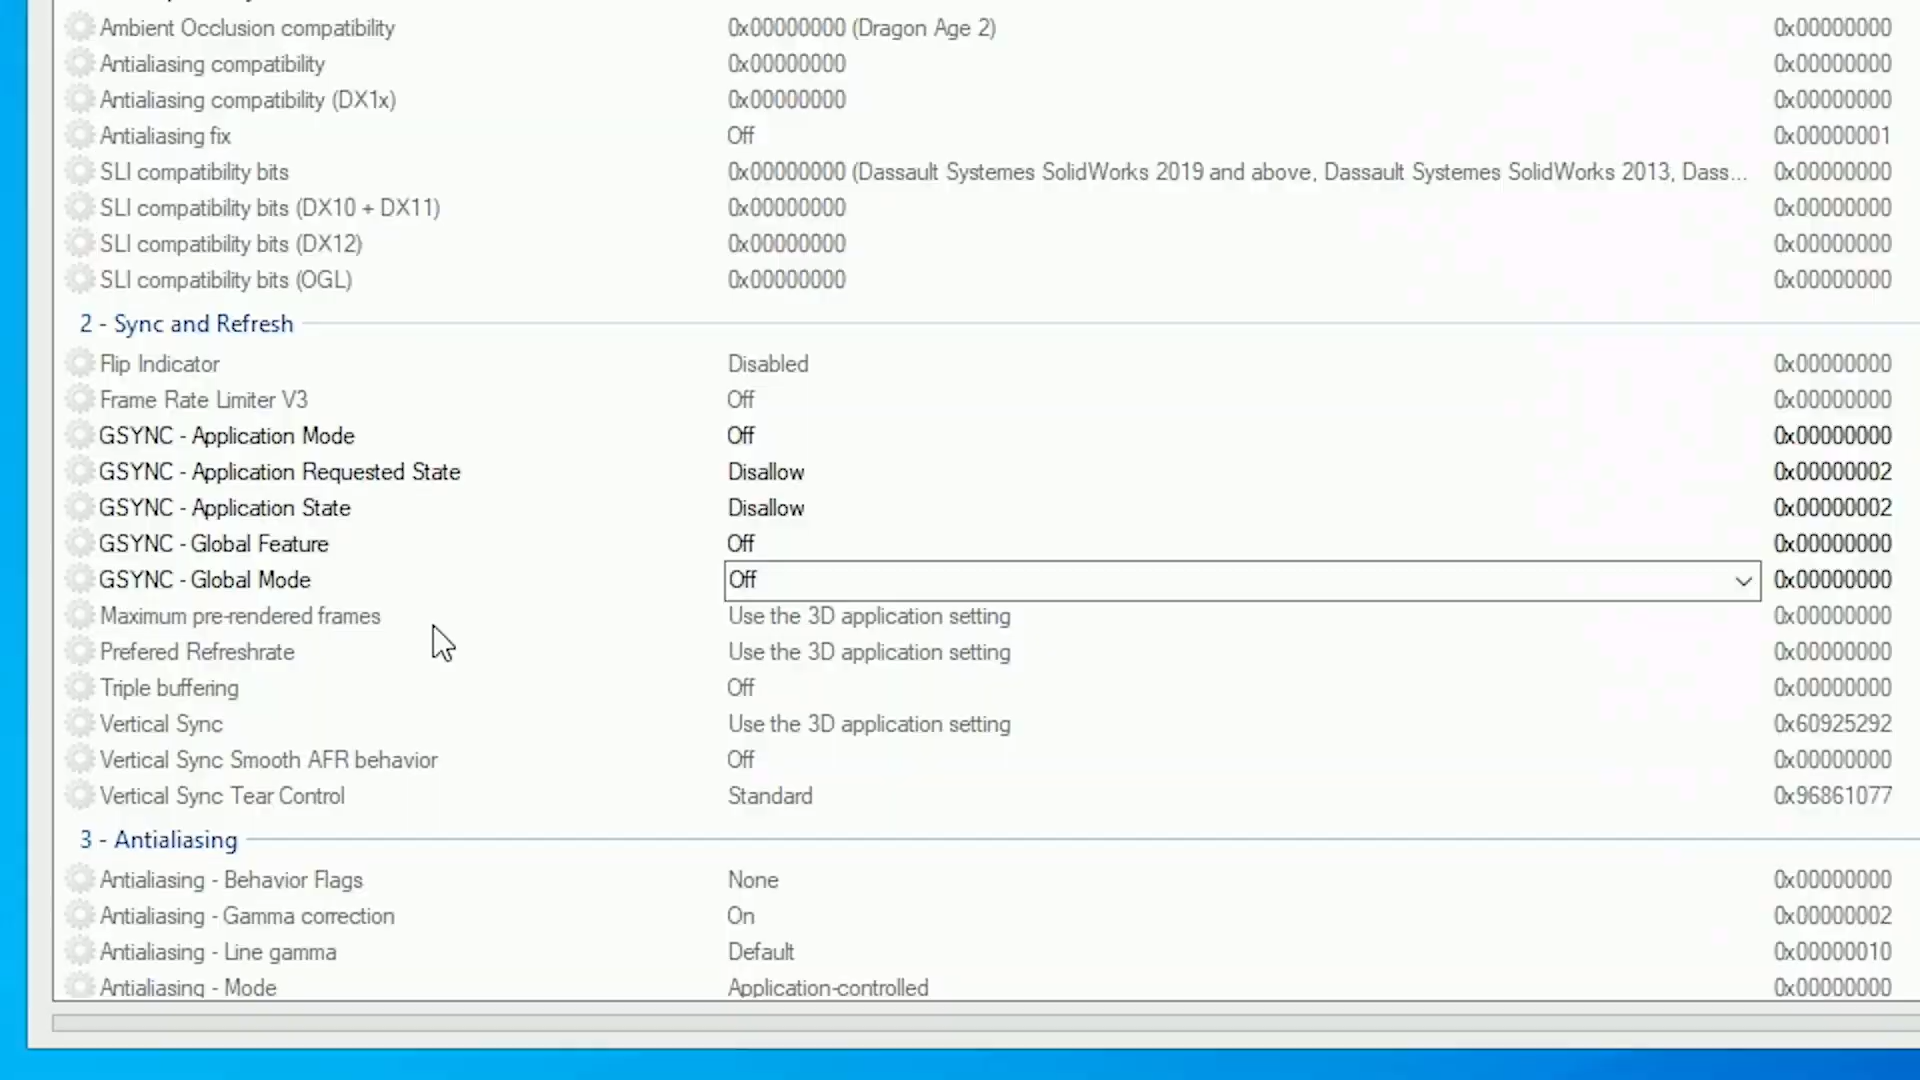 Ambient Occlusion compatibility 0x00000000 (Dragon Age 2) 0x00000000
Antialiasing compatibility 0x00000000 0x00000000
Antialiasing compatibility (DX1x) 0x00000000 0x00000000
Antialiasing fix Off 0x00000001
SLI compatibility bits 0x00000000 (Dassault Systemes SolidWorks 2019 and above, Dassault Systemes SolidWorks 2013, Dass... 0x00000000
SLI compatibility bits (DX10 + DX11) 0x00000000 0x00000000
SLI compatibility bits (DX12) 0x00000000 0x00000000
SLI compatibility bits (OGL) 0x00000000 0x00000000
2 - Sync and Refresh
Flip Indicator Disabled 0x00000000
Frame Rate Limiter V3 Off 0x00000000
GSYNC - Application Mode Off 0x00000000
GSYNC - Application Requested State Disallow 0x00000002
GSYNC - Application State Disallow 0x00000002
GSYNC - Global Feature Off 0x00000000
GSYNC - Global Mode Off 0x00000000
Maximum pre-rendered frames Use the 3D application setting 0x00000000
Prefered Refreshrate Use the 3D application setting 0x00000000
Triple buffering Off 0x00000000
Vertical Sync Use the 3D application setting 0x60925292
Vertical Sync Smooth AFR behavior Off 0x00000000
Vertical Sync Tear Control Standard 0x96861077
3 - Antialiasing
Antialiasing - Behavior Flags None 0x00000000
Antialiasing - Gamma correction On 0x00000002
Antialiasing - Line gamma Default 0x00000010
Antialiasing - Mode Application-controlled 0x00000000